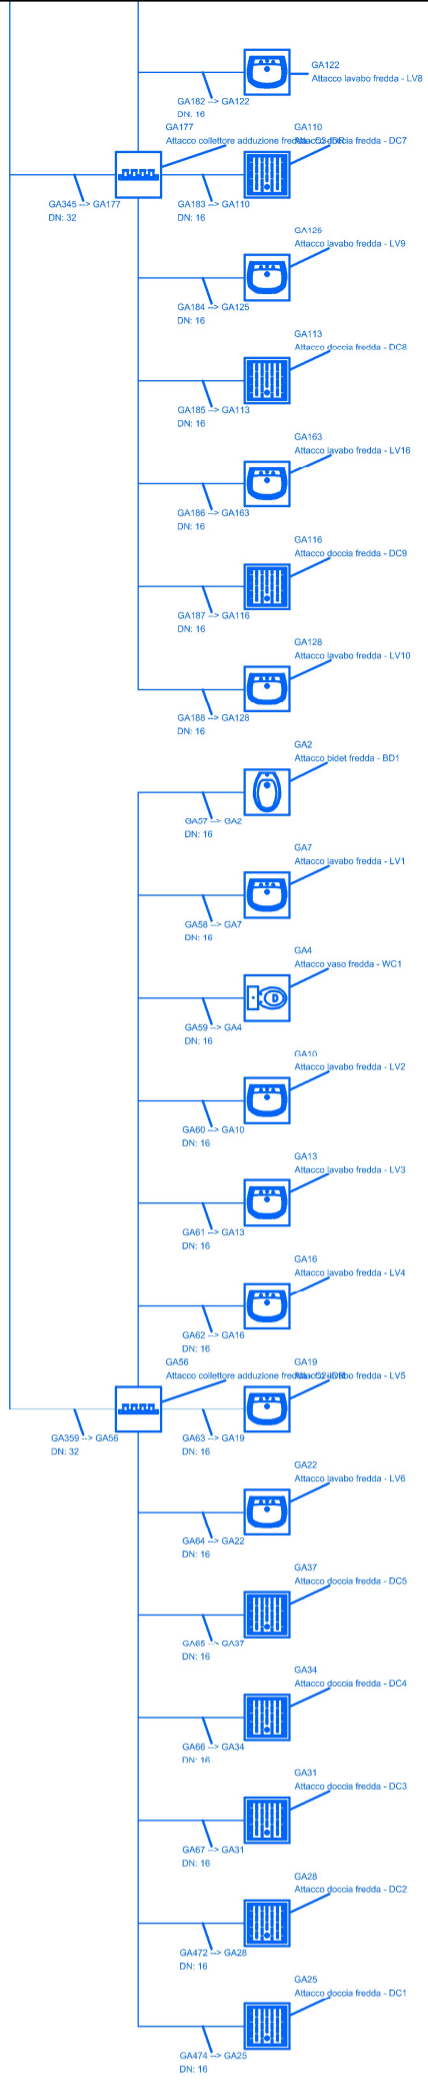 GA122
Attacco lavabo fredda - LV8
GA182 --> GA122
DN: 16
GA177
Attacco collettore adduzione fredda
GA110
Attacco doccia fredda - DC7
GA345 --> GA177
DN: 32
GA183 --> GA110
DN: 16
GA125
Attacco lavabo fredda - LV9
GA184 --> GA125
DN: 16
GA113
Attacco doccia fredda - DC8
GA185 --> GA113
DN: 16
GA163
Attacco lavabo fredda - LV16
GA186 --> GA163
DN: 16
GA116
Attacco doccia fredda - DC9
GA187 --> GA116
DN: 16
GA128
Attacco lavabo fredda - LV10
GA188 --> GA128
DN: 16
GA2
Attacco bidet fredda - BD1
GA57 --> GA2
DN: 16
GA7
Attacco lavabo fredda - LV1
GA58 --> GA7
DN: 16
GA4
Attacco vaso fredda - WC1
GA59 --> GA4
DN: 16
GA10
Attacco lavabo fredda - LV2
GA60 --> GA10
DN: 16
GA13
Attacco lavabo fredda - LV3
GA61 --> GA13
DN: 16
GA16
Attacco lavabo fredda - LV4
GA62 --> GA16
DN: 16
GA56
Attacco collettore adduzione fredda
GA19
Attacco lavabo fredda - LV5
GA359 --> GA56
DN: 32
GA63 --> GA19
DN: 16
GA22
Attacco lavabo fredda - LV6
GA64 --> GA22
DN: 16
GA37
Attacco doccia fredda - DC5
GA65 --> GA37
DN: 16
GA34
Attacco doccia fredda - DC4
GA66 --> GA34
DN: 16
GA31
Attacco doccia fredda - DC3
GA67 --> GA31
DN: 16
GA28
Attacco doccia fredda - DC2
GA472 --> GA28
DN: 16
GA25
Attacco doccia fredda - DC1
GA474 --> GA25
DN: 16